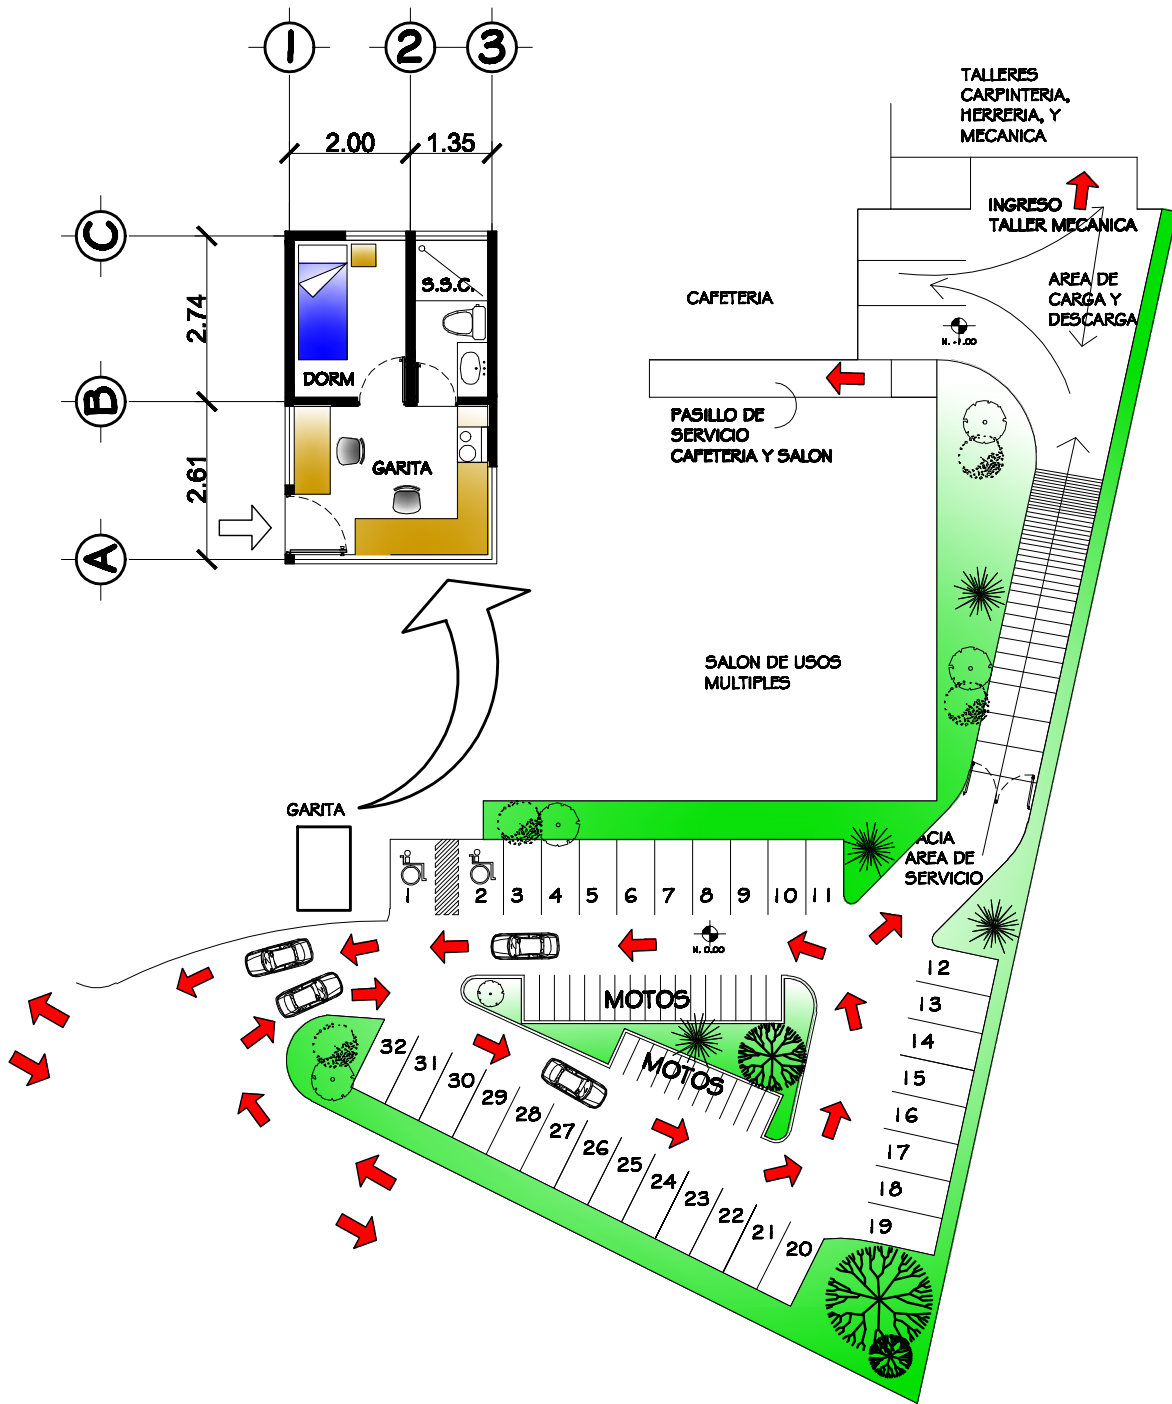 1
2
3
2.00
1.35
TALLERES
CARPINTERIA,
HERRERIA, Y
MECANICA
INGRESO
TALLER MECANICA
C
S.S.C.
AREA DE
CARGA Y
DESCARGA
CAFETERIA
2.74
N. -1.00
DORM
B
PASILLO DE
SERVICIO
CAFETERIA Y SALON
GARITA
2.61
A
SALON DE USOS
MULTIPLES
GARITA
ACIA
AREA DE
SERVICIO
1
2
3
4
5
6
7
8
9
10
11
N. 0.00
12
13
14
15
16
17
18
19
MOTOS
MOTOS
32
31
30
29
28
27
26
25
24
23
22
21
20